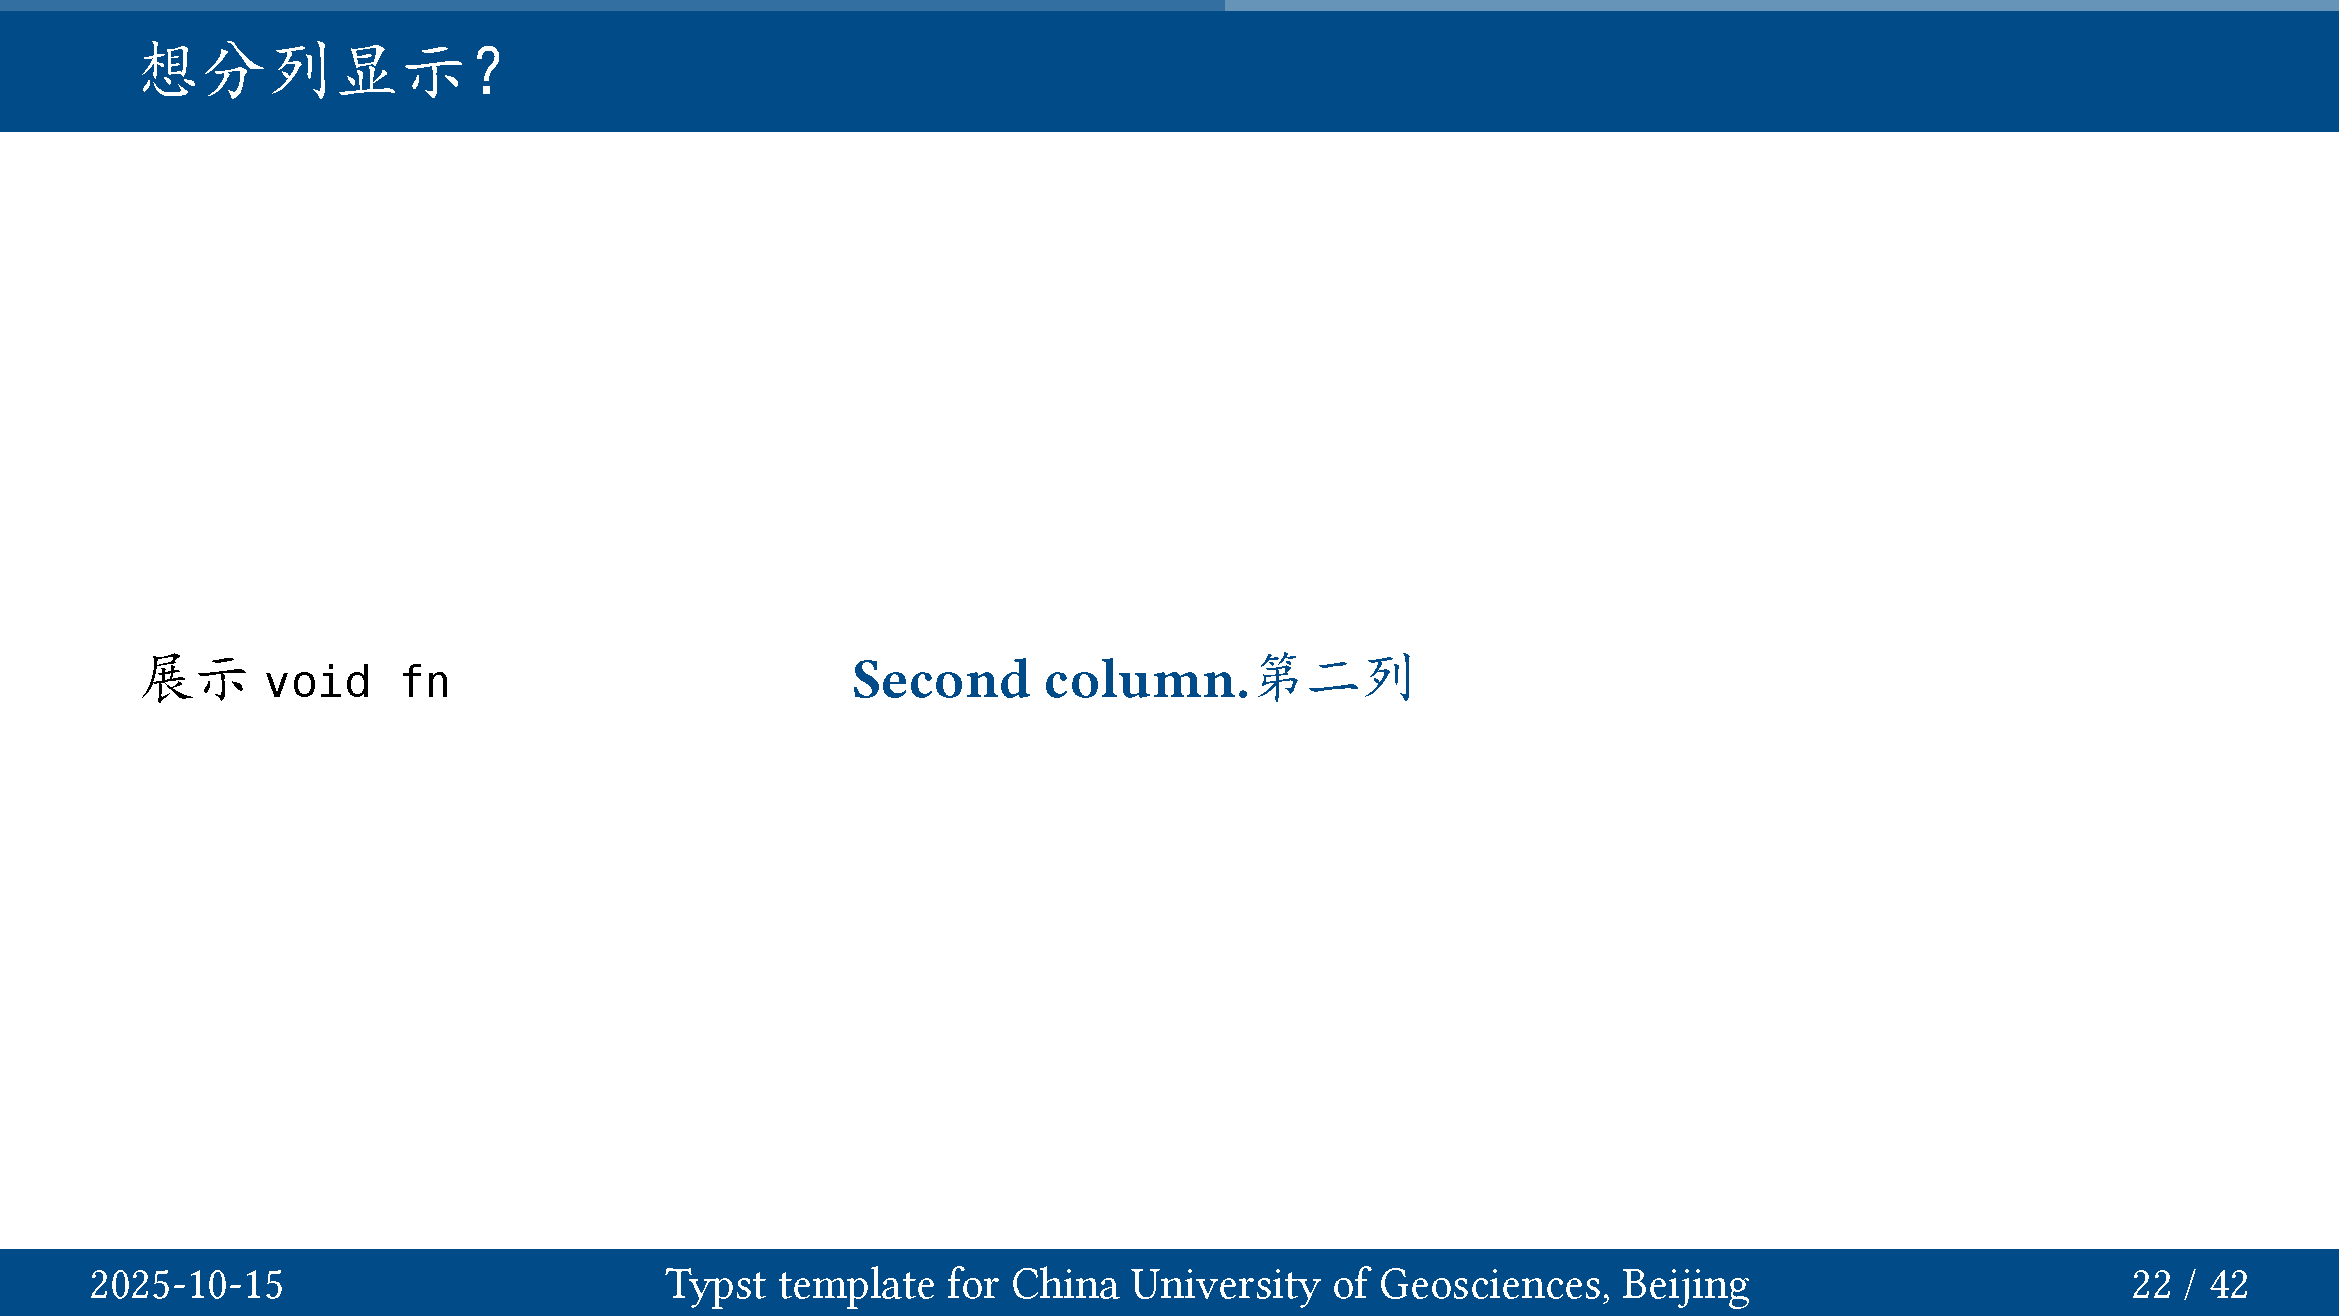 想分列显示？
展示 void fn
Second column.第二列
2025-10-15
Typst template for China University of Geosciences, Beijing
22 / 42